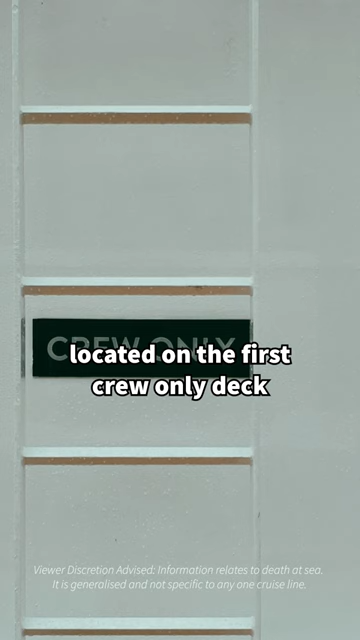 CREW ONLY
located on the first
crew only deck
Viewer Discretion Advised: Information relates to death at sea.
It is generalised and not specific to any one cruise line.